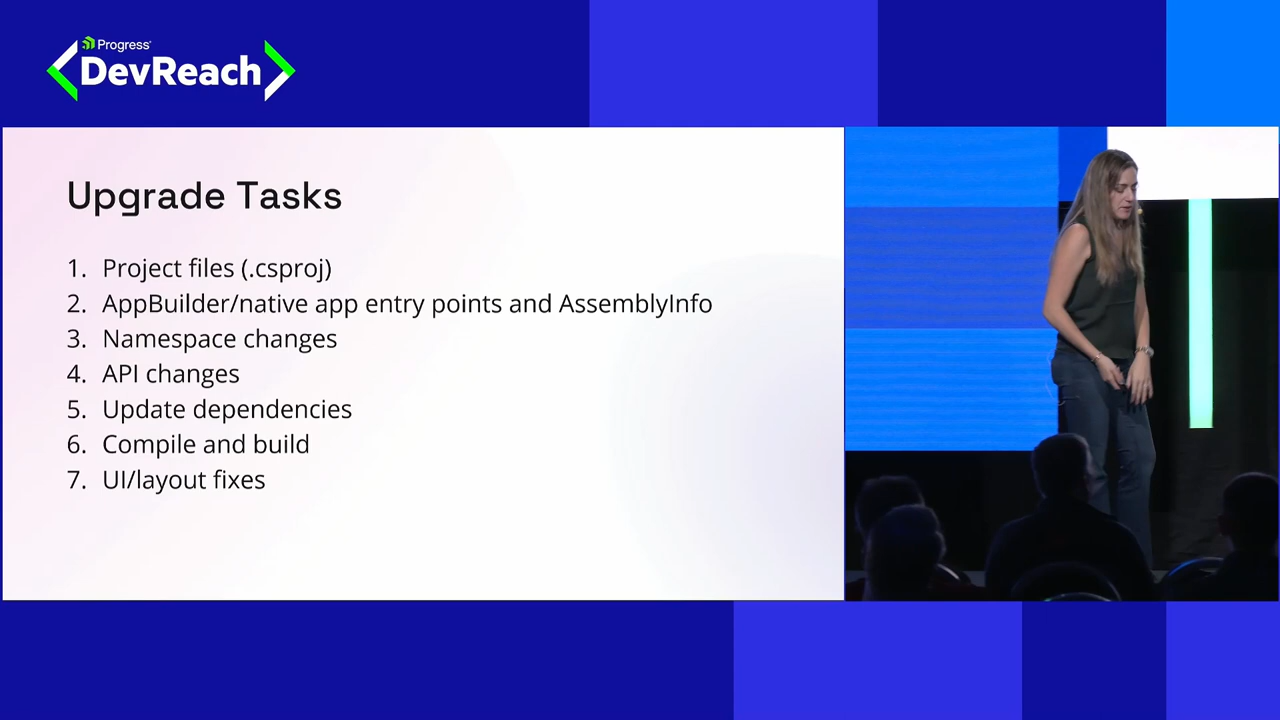 Progress
DevReach
Upgrade Tasks
1. Project files (.csproj)
2. AppBuilder/native app entry points and AssemblyInfo
3. Namespace changes
4. API changes
5. Update dependencies
6. Compile and build
7. UI/layout fixes